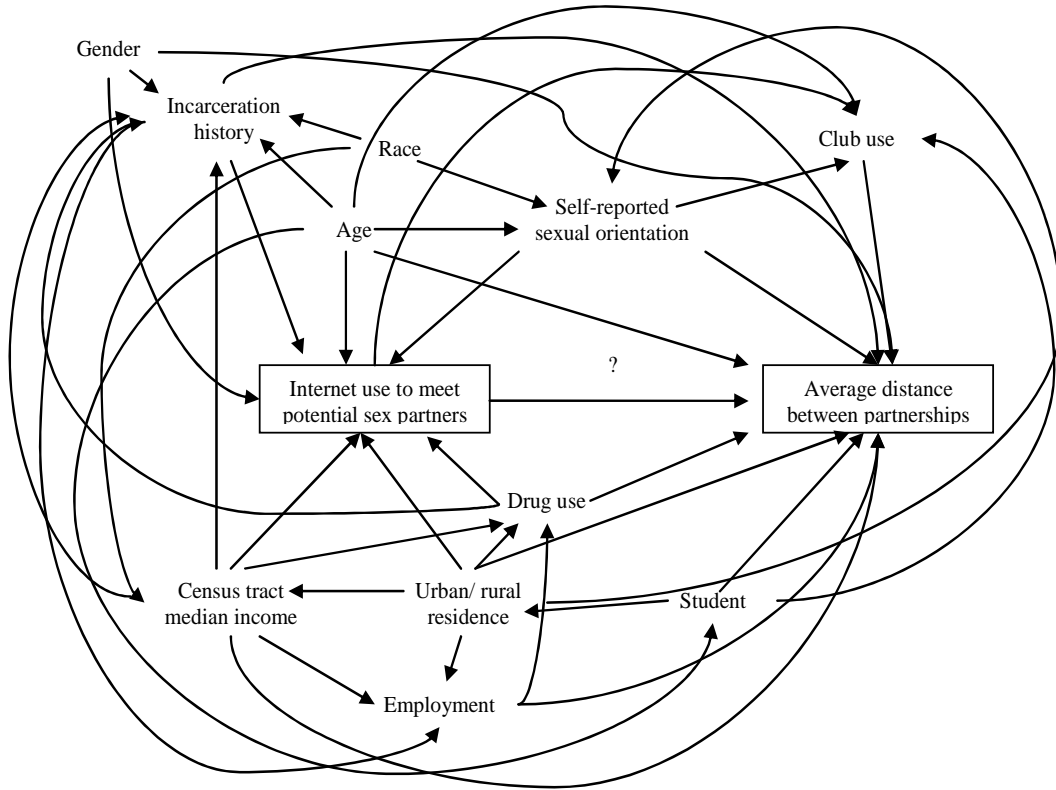 Gender
Incarceration
history
Race
Club use
Self-reported
sexual orientation
Age
?
Internet use to meet
potential sex partners
Average distance
between partnerships
Drug use
Census tract
median income
Urban/ rural
residence
Student
Employment